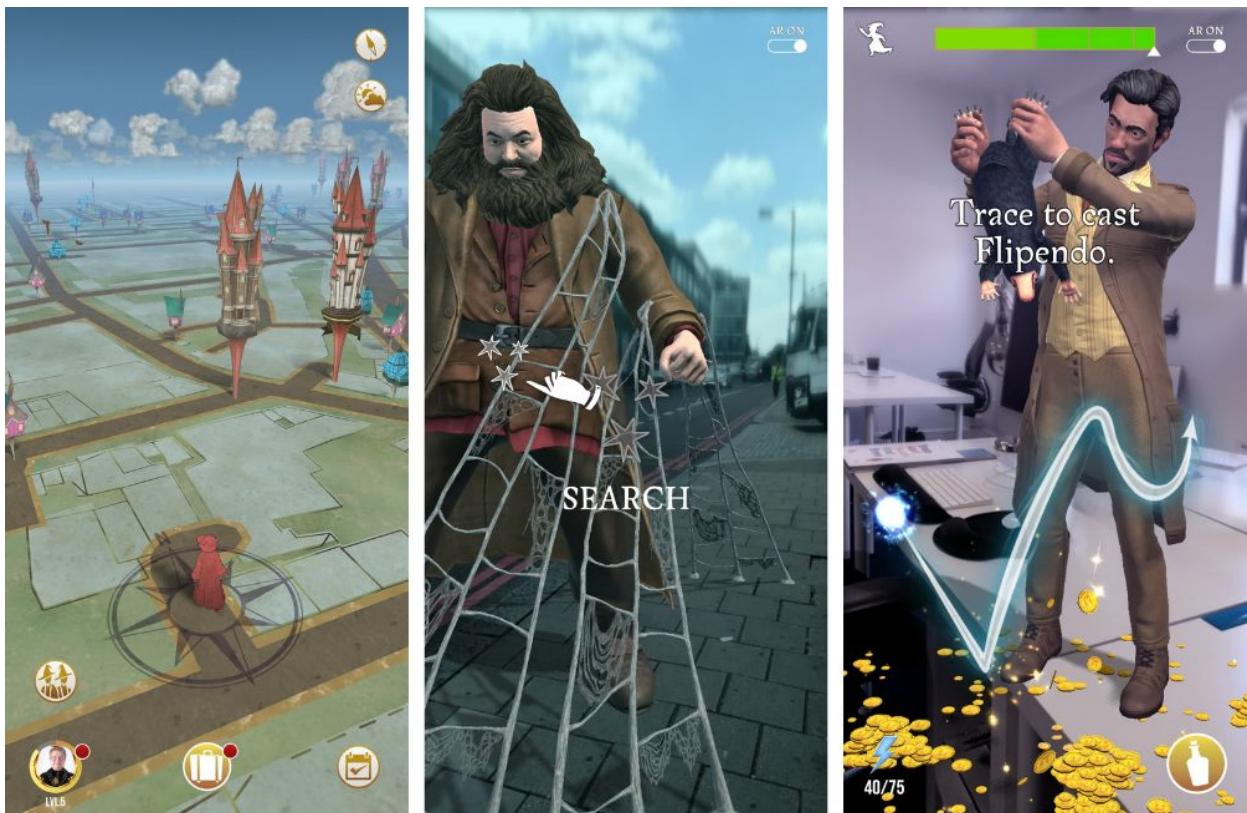 LVL5
AR ON
SEARCH
AR ON
Trace to cast
Flipendo.
40/75